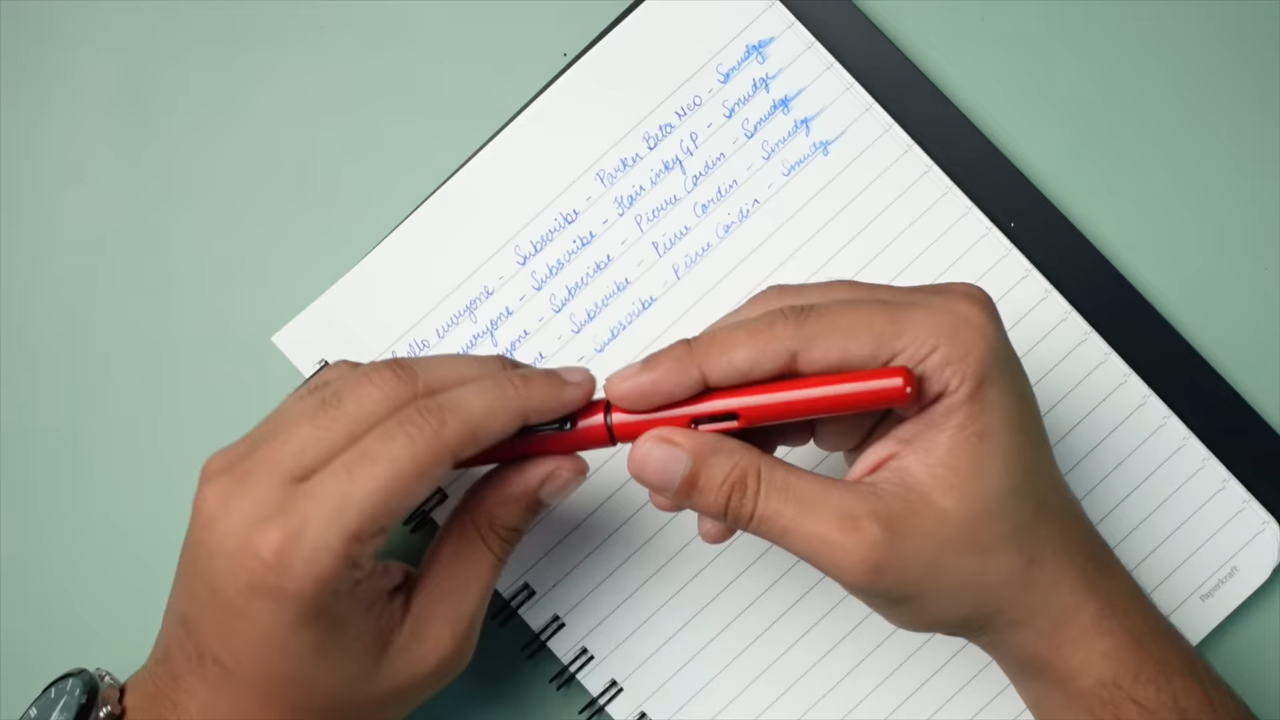 Hello everyone - Subscribe - Parker Beta Neo - Smudge
everyone - Subscribe - Hair inky GP - Smudge
- Subscribe - Pierre Cardin - Smudge
- Subscribe - Pierre Cardin - Smudge
- Subscribe - Pierre Cardin - Smudge
Paperkraft